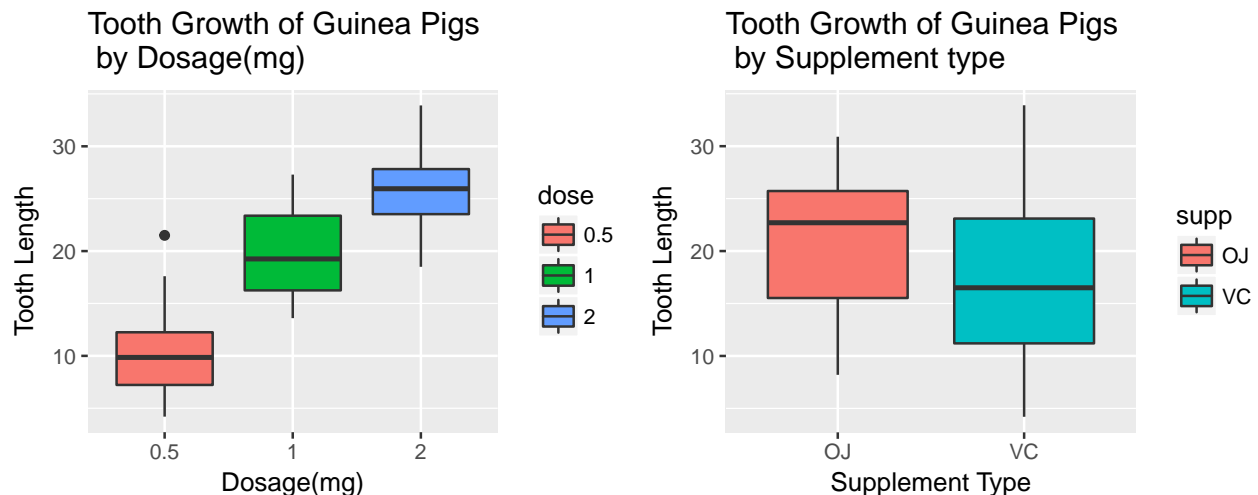 Tooth Growth of Guinea Pigs
by Dosage(mg)
Tooth Length
30
20
10
0.5
1
2
Dosage(mg)
dose
0.5
1
2
Tooth Growth of Guinea Pigs
by Supplement type
Tooth Length
30
20
10
OJ
VC
Supplement Type
supp
OJ
VC